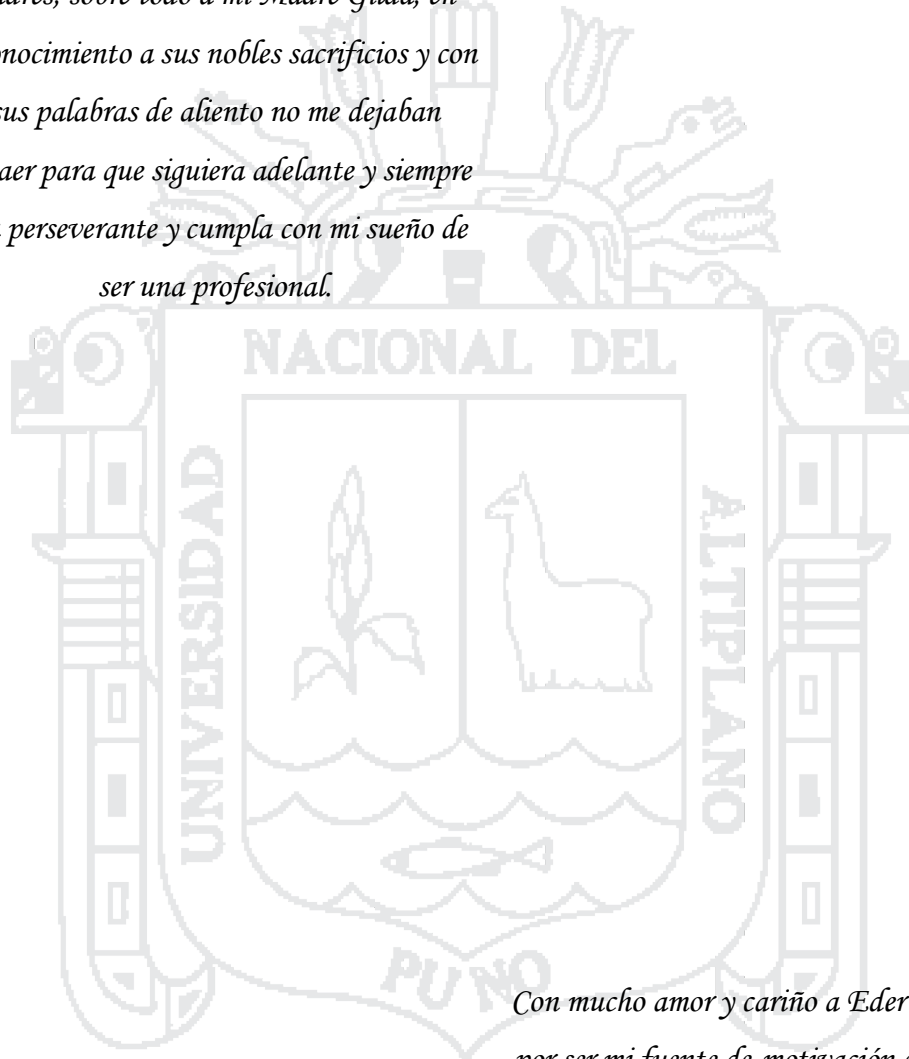 sobre todo a mi Madre Gilda, en
onocimiento a sus nobles sacrificios y con
sus palabras de aliento no me dejaban
aer para que siguiera adelante y siempre
perseverante y cumpla con mi sueño de
ser una profesional.
NACIONAL DEL
UNIVERSIDAD
ALTIPLANO
PUNO
Con mucho amor y cariño a Eder
por ser mi fuente de motivación